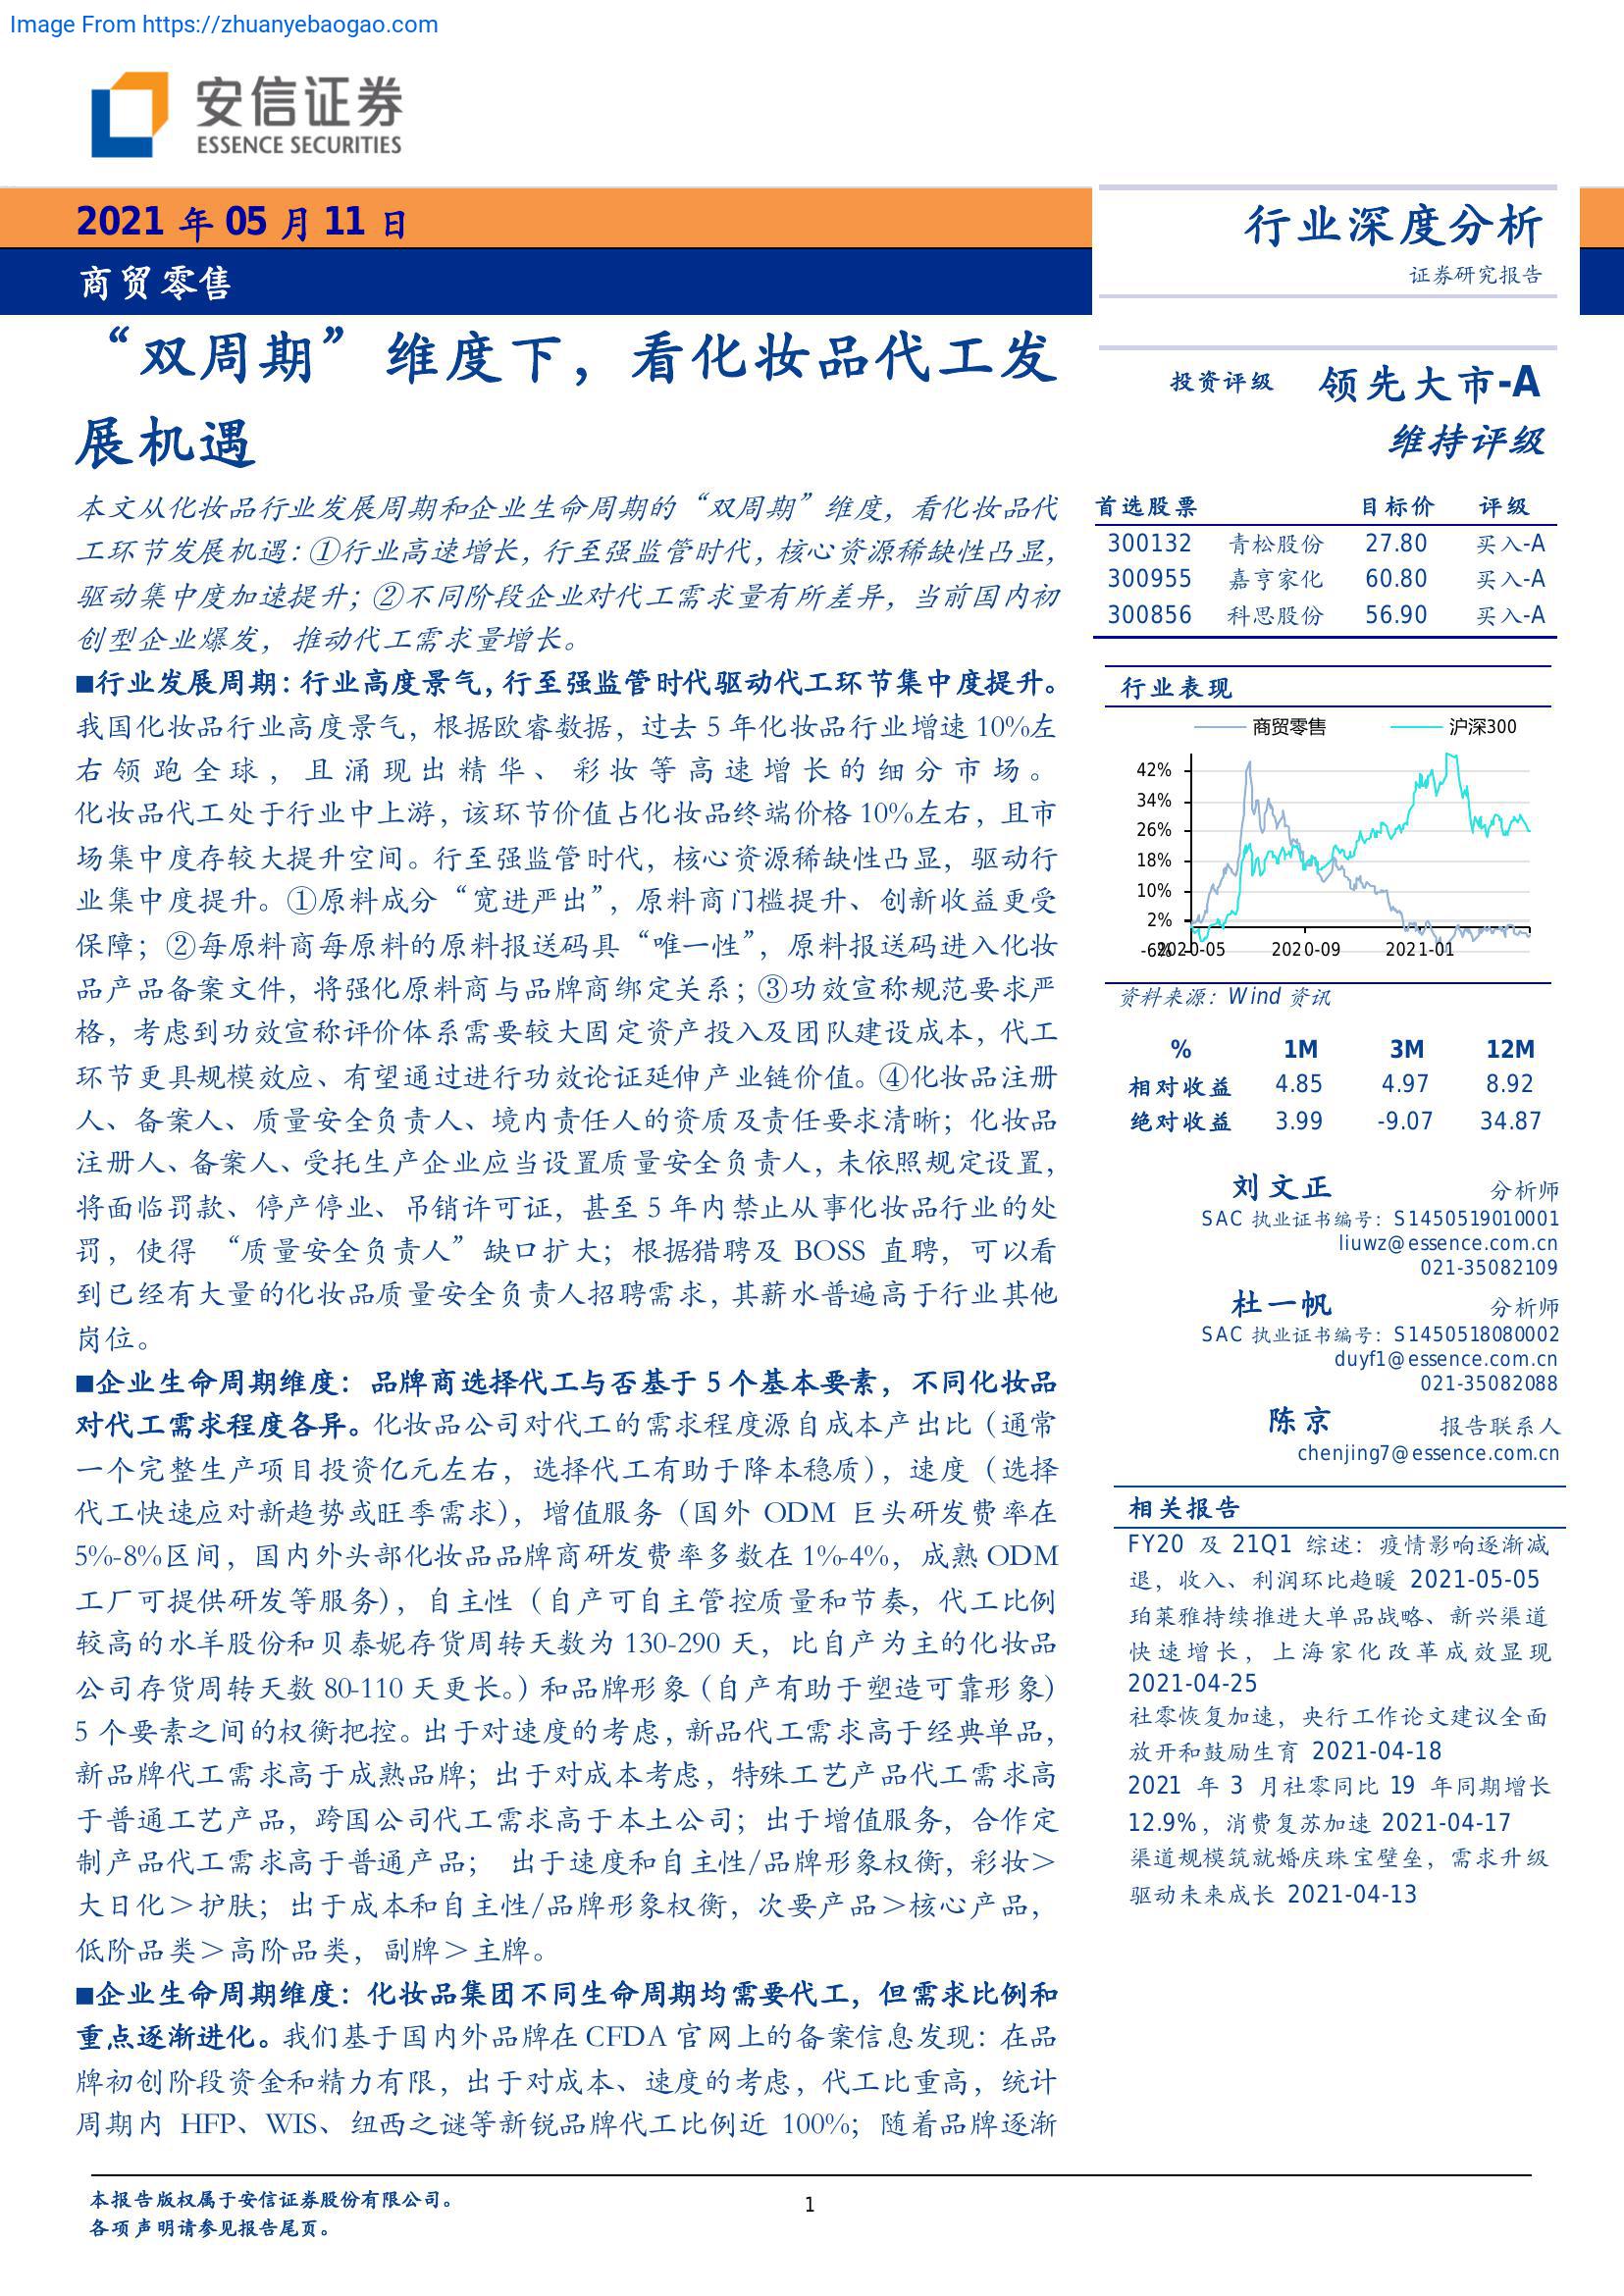 Image From https://zhuanyebaogao.com
安信证券
ESSENCE SECURITIES
2021 年 05 月 11 日
商贸零售
行业深度分析
证券研究报告
“双周期”维度下，看化妆品代工发
展机遇
本文从化妆品行业发展周期和企业生命周期的“双周期”维度，看化妆品代
工环节发展机遇：①行业高速增长，行至强监管时代，核心资源稀缺性凸显，
驱动集中度加速提升；②不同阶段企业对代工需求量有所差异，当前国内初
创型企业爆发，推动代工需求量增长。
■行业发展周期：行业高度景气，行至强监管时代驱动代工环节集中度提升。
我国化妆品行业高度景气，根据欧睿数据，过去 5 年化妆品行业增速 10%左
右领跑全球，且涌现出精华、彩妆等高速增长的细分市场。
化妆品代工处于行业中上游，该环节价值占化妆品终端价格 10%左右，且市
场集中度存较大提升空间。行至强监管时代，核心资源稀缺性凸显，驱动行
业集中度提升。①原料成分“宽进严出”，原料商门槛提升、创新收益更受
保障；②每原料商每原料的原料报送码具“唯一性”，原料报送码进入化妆
品产品备案文件，将强化原料商与品牌商绑定关系；③功效宣称规范要求严
格，考虑到功效宣称评价体系需要较大固定资产投入及团队建设成本，代工
环节更具规模效应、有望通过进行功效论证延伸产业链价值。④化妆品注册
人、备案人、质量安全负责人、境内责任人的资质及责任要求清晰；化妆品
注册人、备案人、受托生产企业应当设置质量安全负责人，未依照规定设置，
将面临罚款、停产停业、吊销许可证，甚至 5 年内禁止从事化妆品行业的处
罚，使得 “质量安全负责人”缺口扩大；根据猎聘及 BOSS 直聘，可以看
到已经有大量的化妆品质量安全负责人招聘需求，其薪水普遍高于行业其他
岗位。
■企业生命周期维度：品牌商选择代工与否基于 5 个基本要素，不同化妆品
对代工需求程度各异。化妆品公司对代工的需求程度源自成本产出比（通常
一个完整生产项目投资亿元左右，选择代工有助于降本稳质），速度（选择
代工快速应对新趋势或旺季需求），增值服务（国外 ODM 巨头研发费率在
5%-8%区间，国内外头部化妆品品牌商研发费率多数在 1%-4%，成熟 ODM
工厂可提供研发等服务），自主性（自产可自主管控质量和节奏，代工比例
较高的水羊股份和贝泰妮存货周转天数为 130-290 天，比自产为主的化妆品
公司存货周转天数 80-110 天更长。）和品牌形象（自产有助于塑造可靠形象）
5 个要素之间的权衡把控。出于对速度的考虑，新品代工需求高于经典单品，
新品牌代工需求高于成熟品牌；出于对成本考虑，特殊工艺产品代工需求高
于普通工艺产品，跨国公司代工需求高于本土公司；出于增值服务，合作定
制产品代工需求高于普通产品； 出于速度和自主性/品牌形象权衡，彩妆＞
大日化＞护肤；出于成本和自主性/品牌形象权衡，次要产品＞核心产品，
低阶品类＞高阶品类，副牌＞主牌。
■企业生命周期维度：化妆品集团不同生命周期均需要代工，但需求比例和
重点逐渐进化。我们基于国内外品牌在 CFDA 官网上的备案信息发现：在品
牌初创阶段资金和精力有限，出于对成本、速度的考虑，代工比重高，统计
周期内 HFP、WIS、纽西之谜等新锐品牌代工比例近 100%；随着品牌逐渐
投资评级 领先大市-A
维持评级
首选股票 目标价 评级
300132 青松股份 27.80 买入-A
300955 嘉亨家化 60.80 买入-A
300856 科思股份 56.90 买入-A
行业表现
商贸零售 沪深300
42%
34%
26%
18%
10%
2%
-6%
2020-05 2020-09 2021-01
资料来源：Wind 资讯
% 1M 3M 12M
相对收益 4.85 4.97 8.92
绝对收益 3.99 -9.07 34.87
刘文正 分析师
SAC 执业证书编号：S1450519010001
liuwz@essence.com.cn
021-35082109
杜一帆 分析师
SAC 执业证书编号：S1450518080002
duyf1@essence.com.cn
021-35082088
陈京 报告联系人
chenjing7@essence.com.cn
相关报告
FY20 及 21Q1 综述：疫情影响逐渐减
退，收入、利润环比趋暖 2021-05-05
珀莱雅持续推进大单品战略、新兴渠道
快速增长，上海家化改革成效显现
2021-04-25
社零恢复加速，央行工作论文建议全面
放开和鼓励生育 2021-04-18
2021 年 3 月社零同比 19 年同期增长
12.9%，消费复苏加速 2021-04-17
渠道规模筑就婚庆珠宝壁垒，需求升级
驱动未来成长 2021-04-13
本报告版权属于安信证券股份有限公司。
各项声明请参见报告尾页。
1